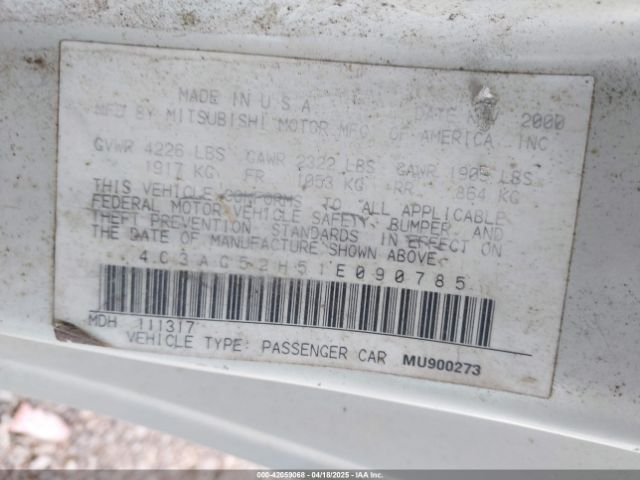 MADE IN U S A
MFD BY MITSUBISHI MOTOR MFG OF AMERICA, INC
DATE NOV 2000
GVWR 4226 LBS GAWR 2322 LBS GAWR 1905 LBS
1917 KG FR 1053 KG RR 864 KG
THIS VEHICLE CONFORMS TO ALL APPLICABLE
FEDERAL MOTOR VEHICLE SAFETY, BUMPER, AND
THEFT PREVENTION STANDARDS IN EFFECT ON
THE DATE OF MANUFACTURE SHOWN ABOVE.
4C3AG52H51E090785
MDH 111317
VEHICLE TYPE: PASSENGER CAR MU900273
000-42059068 - 04/18/2025 - IAAI.COM